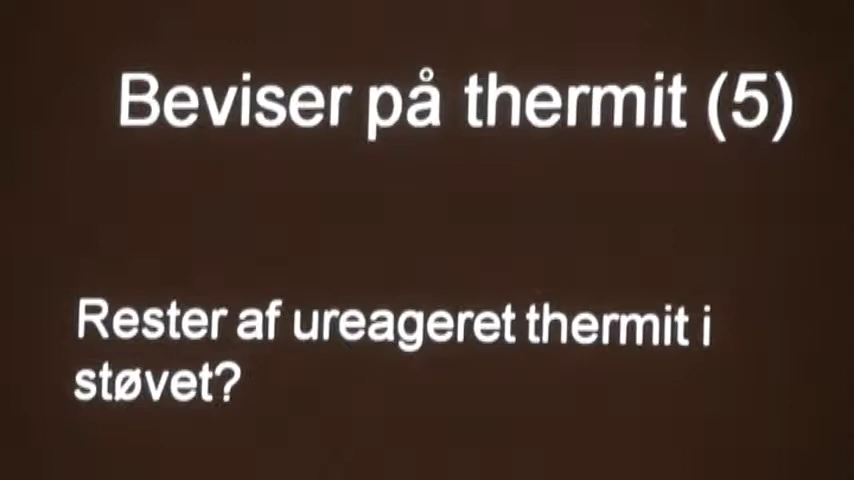 Beviser på thermit (5)
Rester af ureageret thermit i
støvet?